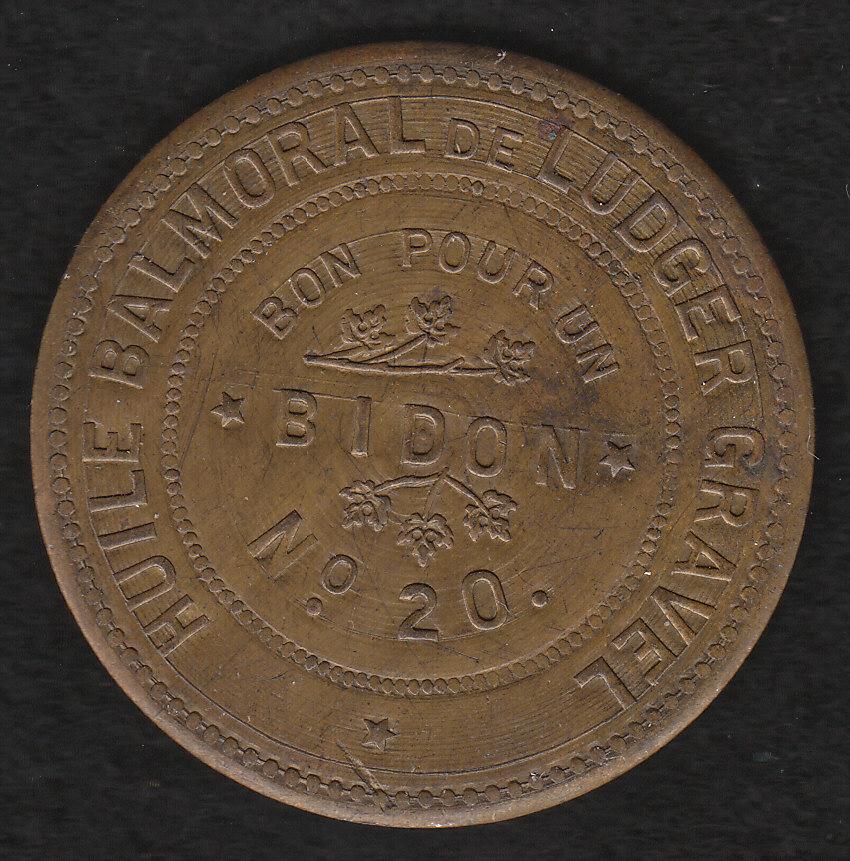 HUILE BALMORAL DE LUDGER GRAVEL
BON POUR UN
BIDON
No. 20.